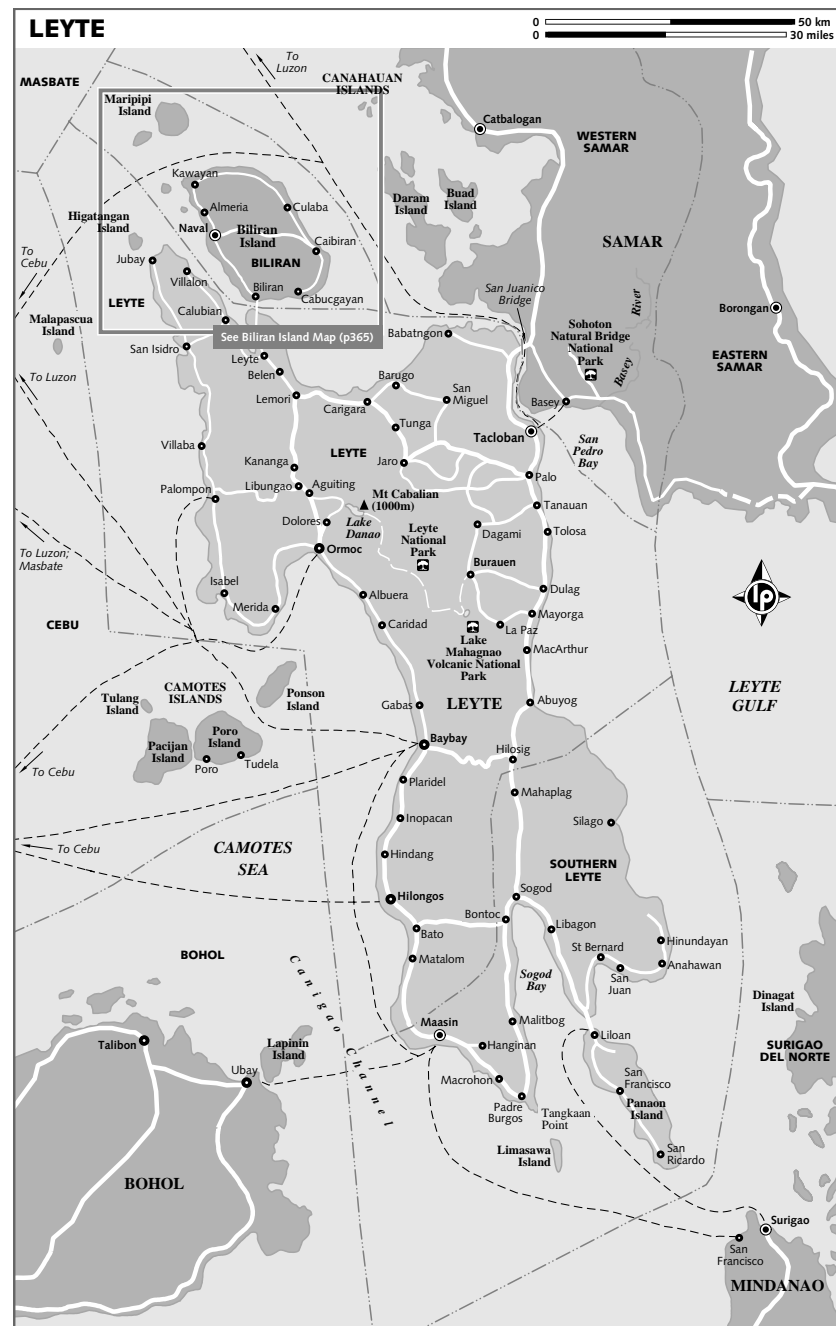 LEYTE
0 50 km
0 30 miles
To
Luzon
MASBATE
CANAHAUAN
ISLANDS
Maripipi
Island
Catbalogan
WESTERN
SAMAR
Kawayan
Almeria
Culaba
Daram
Island
Buad
Island
Higatangan
Island
Naval
Biliran
Island
Caibiran
SAMAR
To
Cebu
Jubay
Villalon
BILIRAN
Biliran
Cabucgayan
LEYTE
Calubian
San Juanico
Bridge
River
Borongan
Malapascua
Island
See Biliran Island Map (p365)
Babatngon
Sohoton
Natural Bridge
National
Park
Basey
EASTERN
SAMAR
San Isidro
Leyte
Belen
To Luzon
Lemori
Barugo
Carigara
San
Miguel
Basey
Tunga
Tacloban
San
Pedro
Bay
Villaba
LEYTE
Kananga
Jaro
Palo
Libungao
Aguiting
Palompon
Mt Cabalian
(1000m)
Tanauan
Dolores
Lake
Danao
Leyte
National
Park
Dagami
Tolosa
To Luzon;
Masbate
Ormoc
Burauen
Isabel
Merida
Albuera
Dulag
lp
CEBU
Caridad
Mayorga
La Paz
Lake
Mahagnao
Volcanic National
Park
MacArthur
CAMOTES
ISLANDS
Tulang
Island
Ponson
Island
Gabas
LEYTE
Abuyog
LEYTE
GULF
Pacijan
Island
Poro
Island
Poro
Tudela
Baybay
Hilosig
To Cebu
Plaridel
Mahaplag
Inopacan
Silago
To Cebu
CAMOTES
SEA
Hindang
SOUTHERN
LEYTE
Hilongos
Sogod
Bontoc
Bato
Libagon
BOHOL
Matalom
St Bernard
Hinundayan
San
Juan
Anahawan
Sogod
Bay
Canigao Channel
Dinagat
Island
Maasin
Malitbog
Liloan
SURIGAO
DEL NORTE
Talibon
Lapinin
Island
Hanginan
Ubay
Macrohon
San
Francisco
Panaon
Island
Padre
Burgos
Tangkaan
Point
Limasawa
Island
San
Ricardo
BOHOL
Surigao
San
Francisco
MINDANAO